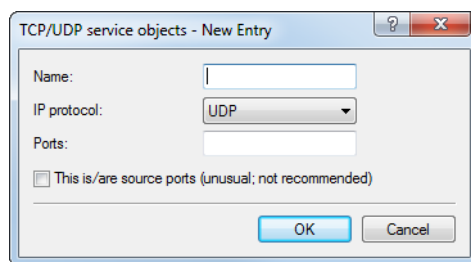 TCP/UDP service objects - New Entry
Name:
IP protocol:
UDP
Ports:
This is/are source ports (unusual; not recommended)
OK
Cancel